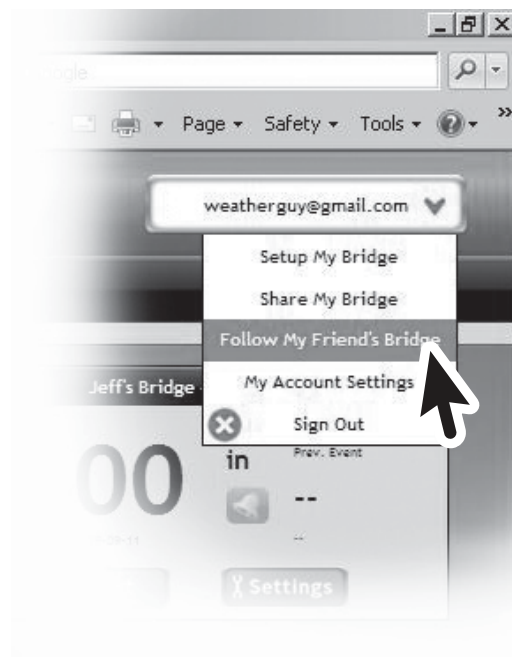 Page Safety Tools
»
weatherguy@gmail.com
Setup My Bridge
Share My Bridge
Follow My Friend's Bridge
My Account Settings
Sign Out
Jeff's Bridge
00
in
Prev. Event
--
--
Settings